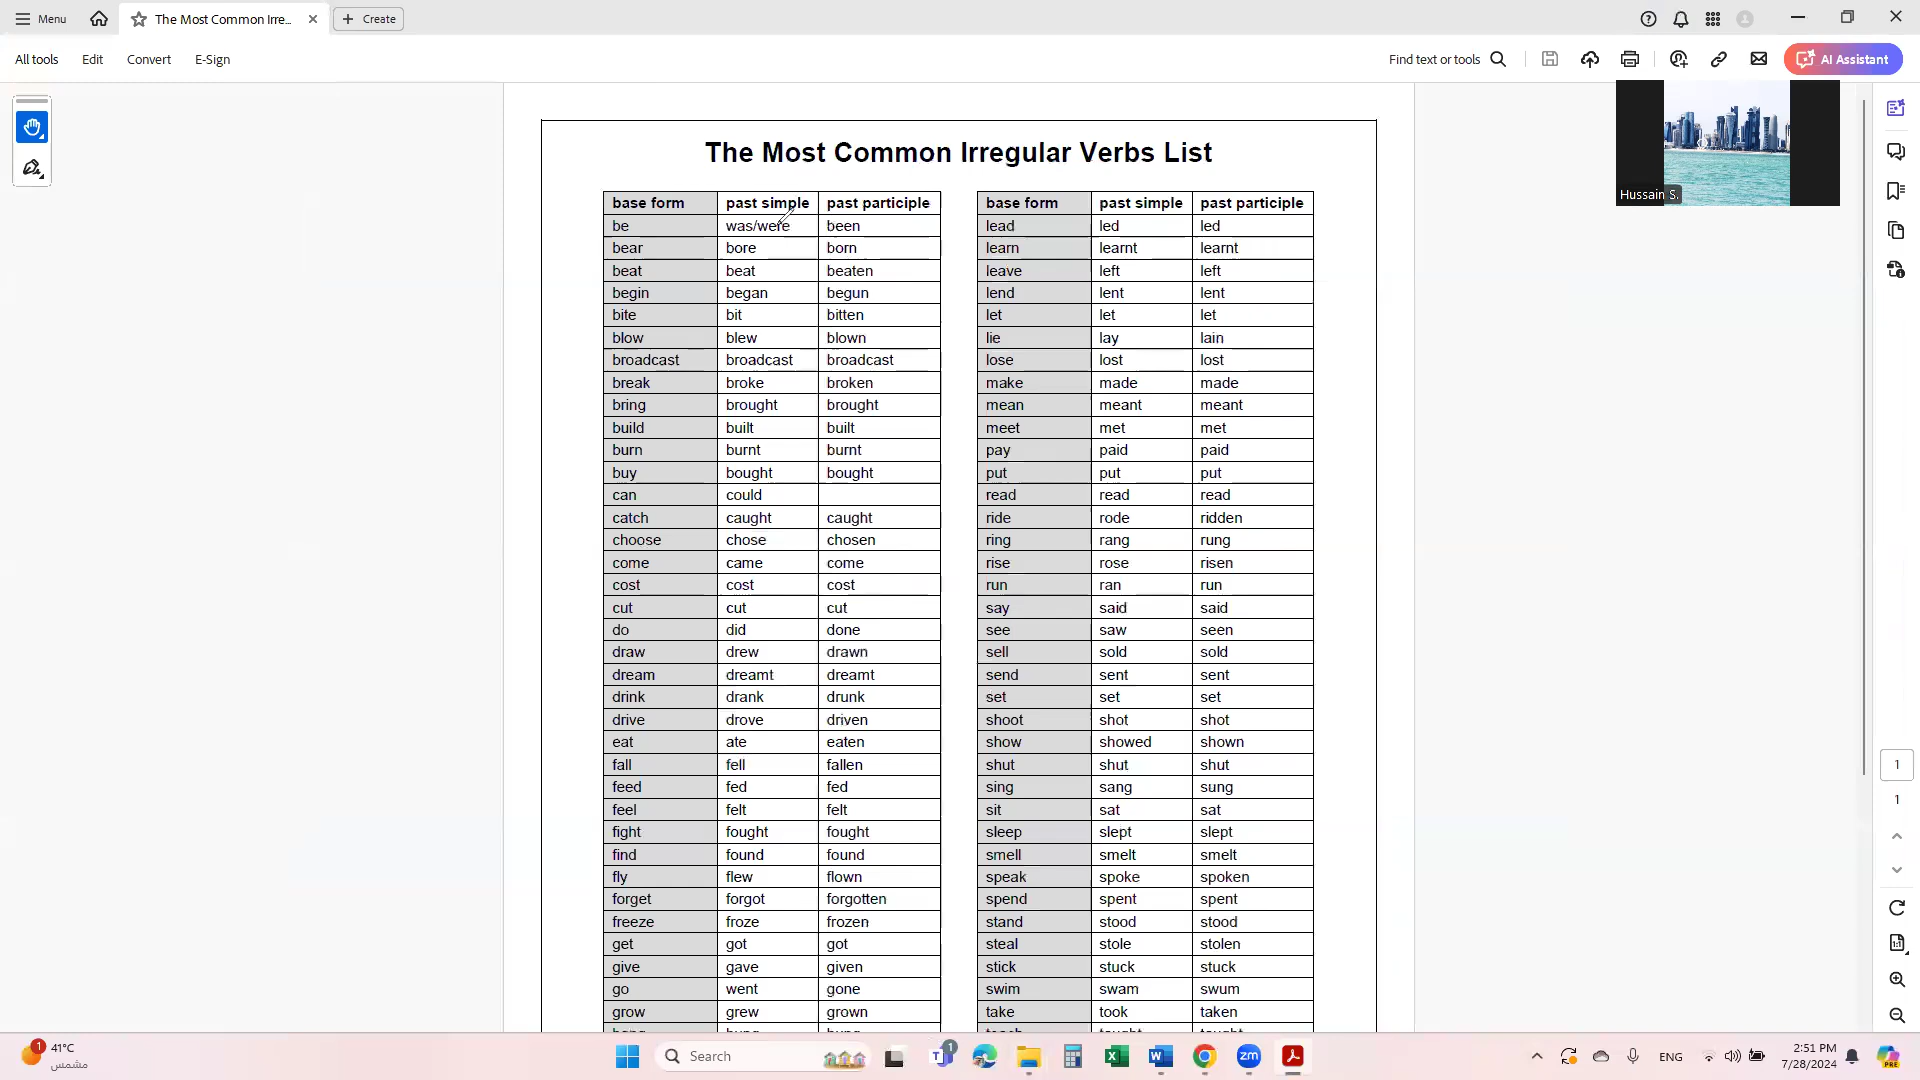 Menu The Most Common Irre... Create
All tools Edit Convert E-Sign Find text or tools AI Assistant
Hussain S.
The Most Common Irregular Verbs List
base form past simple past participle base form past simple past participle
be was/were been lead led led
bear bore born learn learnt learnt
beat beat beaten leave left left
begin began begun lend lent lent
bite bit bitten let let let
blow blew blown lie lay lain
broadcast broadcast broadcast lose lost lost
break broke broken make made made
bring brought brought mean meant meant
build built built meet met met
burn burnt burnt pay paid paid
buy bought bought put put put
can could read read read
catch caught caught ride rode ridden
choose chose chosen ring rang rung
come came come rise rose risen
cost cost cost run ran run
cut cut cut say said said
do did done see saw seen
draw drew drawn sell sold sold
dream dreamt dreamt send sent sent
drink drank drunk set set set
drive drove driven shoot shot shot
eat ate eaten show showed shown
fall fell fallen shut shut shut
feed fed fed sing sang sung
feel felt felt sit sat sat
fight fought fought sleep slept slept
find found found smell smelt smelt
fly flew flown speak spoke spoken
forget forgot forgotten spend spent spent
freeze froze frozen stand stood stood
get got got steal stole stolen
give gave given stick stuck stuck
go went gone swim swam swum
grow grew grown take took taken
1
1
1 41°C
مشمس
Search
1
zm
ENG
2:51 PM
7/28/2024
PRE